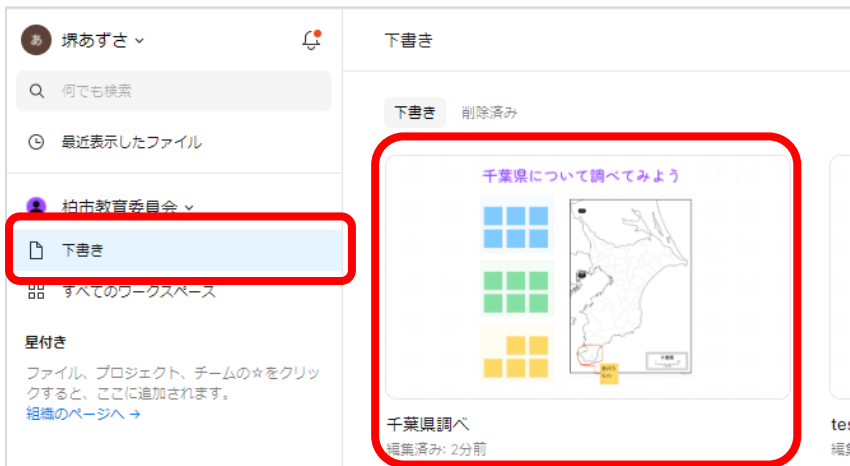 あ 堺あずさ
何でも検索
最近表示したファイル
柏市教育委員会
下書き
すべてのワークスペース
星付き
ファイル、プロジェクト、チームの☆をクリッ
クすると、ここに追加されます。
組織のページへ →
下書き
下書き 削除済み
千葉県について調べてみよう
千葉県調べ
編集済み: 2分前